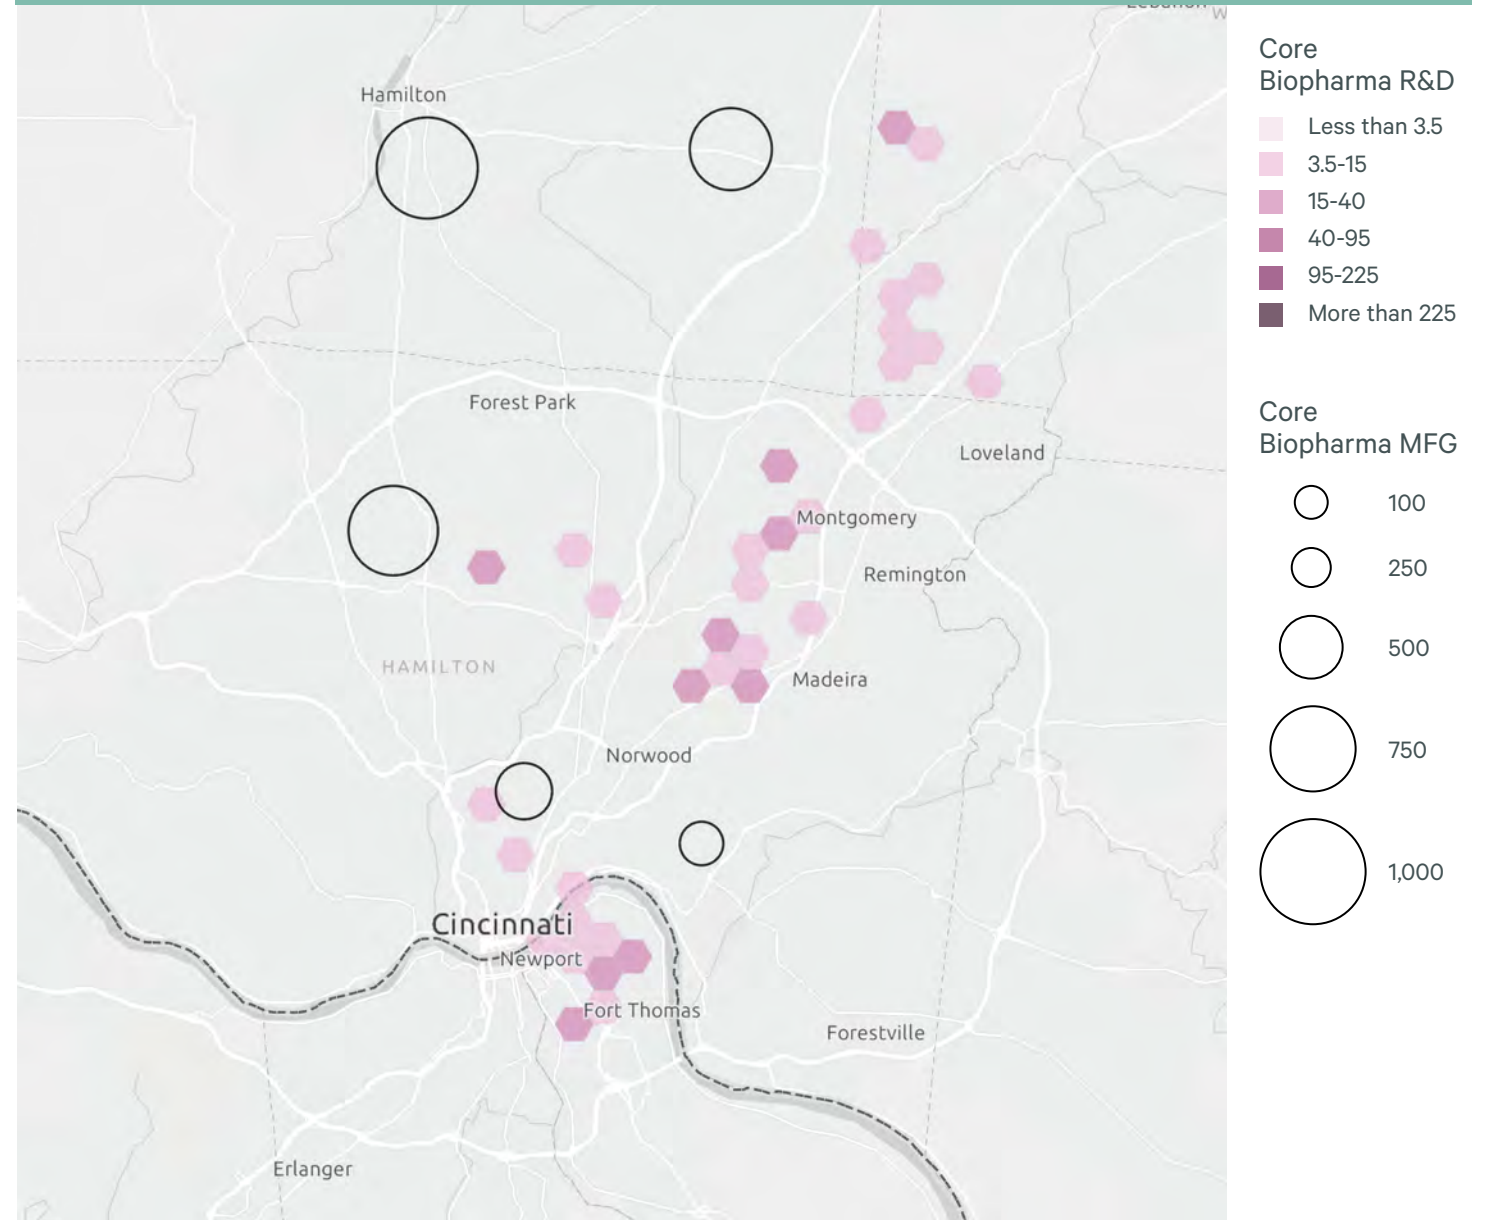 Lebanon
Hamilton
Forest Park
Loveland
Montgomery
Remington
HAMILTON
Madeira
Norwood
Cincinnati
Newport
Fort Thomas
Forestville
Erlanger
Core
Biopharma R&D
Less than 3.5
3.5-15
15-40
40-95
95-225
More than 225
Core
Biopharma MFG
100
250
500
750
1,000